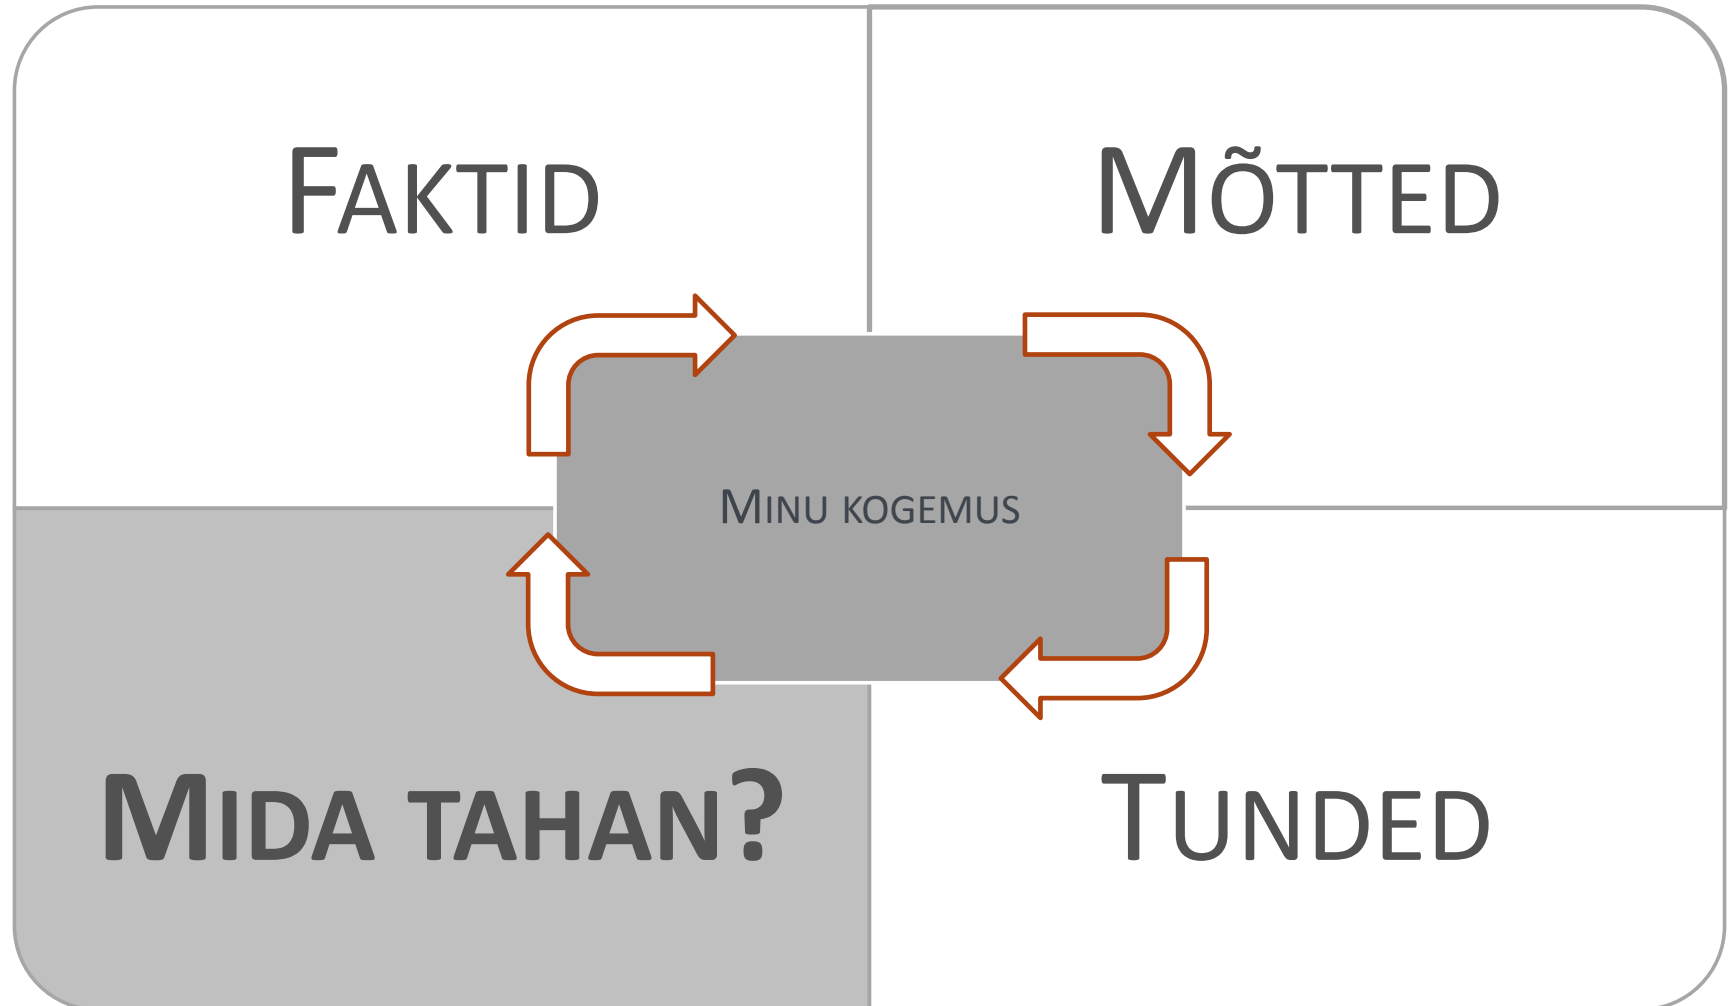 FAKTID
MÕTTED
MINU KOGEMUS
MIDA TAHAN?
TUNDED